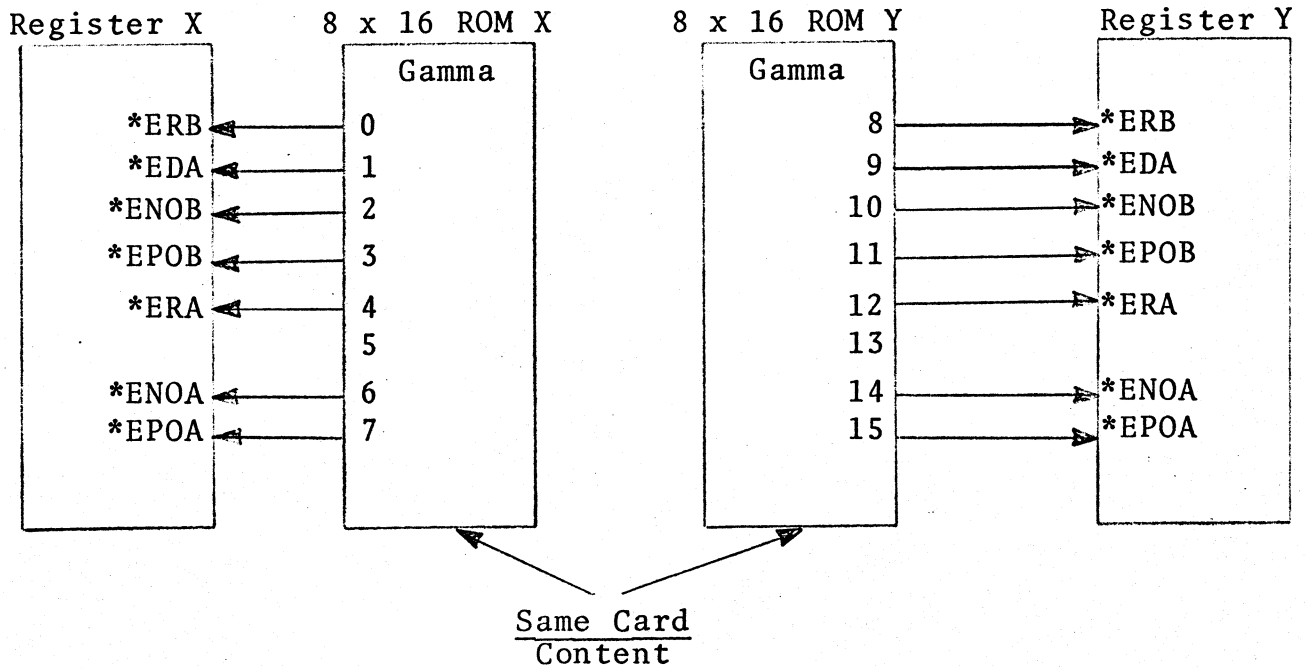 Register X 8 x 16 ROM X 8 x 16 ROM Y Register Y
Gamma Gamma
*ERB 0 8 *ERB
*EDA 1 9 *EDA
*ENOB 2 10 *ENOB
*EPOB 3 11 *EPOB
*ERA 4 12 *ERA
5 13
*ENOA 6 14 *ENOA
*EPOA 7 15 *EPOA
Same Card
Content